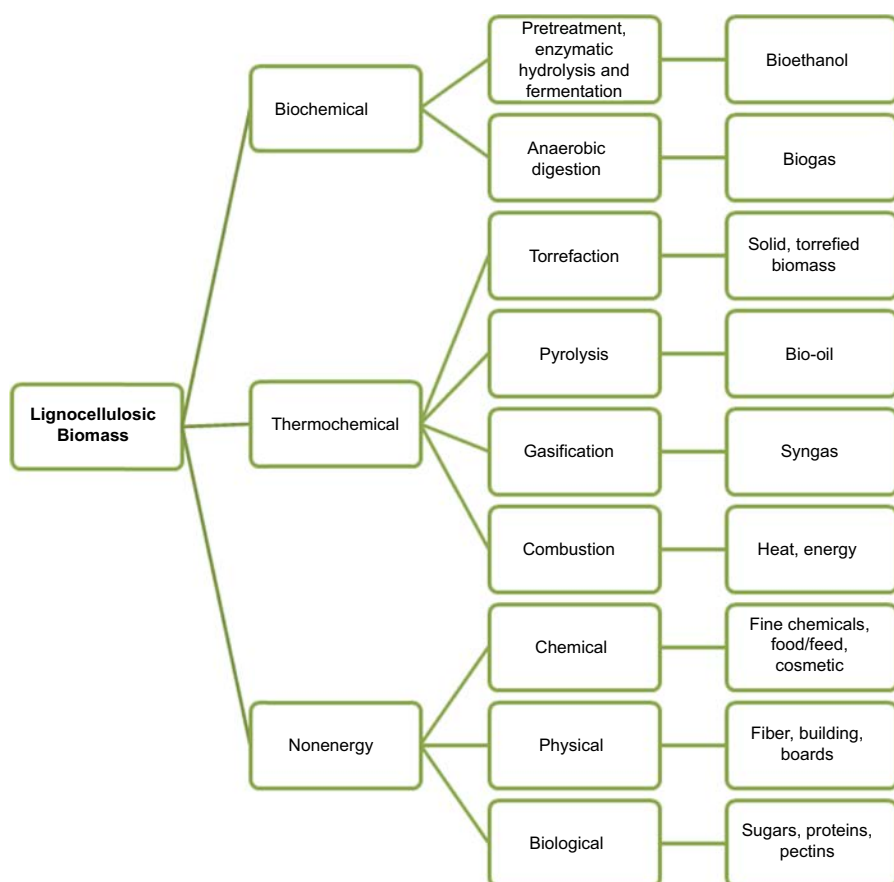 Pretreatment,
enzymatic
hydrolysis and
fermentation
Bioethanol
Biochemical
Anaerobic
digestion
Biogas
Torrefaction
Solid, torrefied
biomass
Pyrolysis
Bio-oil
Lignocellulosic
Biomass
Thermochemical
Gasification
Syngas
Combustion
Heat, energy
Chemical
Fine chemicals,
food/feed,
cosmetic
Nonenergy
Physical
Fiber, building,
boards
Biological
Sugars, proteins,
pectins